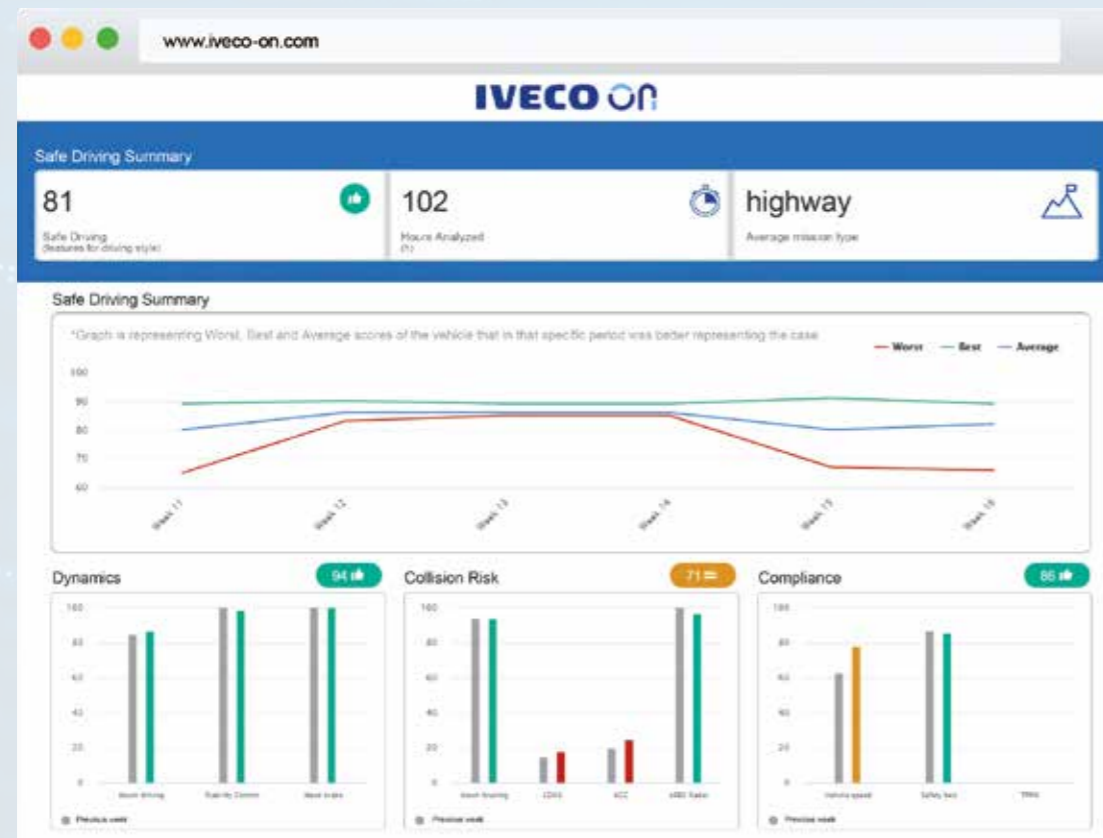 www.iveco-on.com
IVECO ON
Safe Driving Summary
81
Safe Driving
(features for driving style)
102
Hours Analyzed
(h)
highway
Average mission type
Safe Driving Summary
*Graph is representing Worst, Best and Average scores of the vehicle that in that specific period was better representing the case
Worst Best Average
100
90
80
70
60
Week 11 Week 12 Week 13 Week 14 Week 15 Week 16
Dynamics 94
100
80
60
40
20
0
Stability Control
Previous week
Collision Risk 71
100
80
60
40
20
0
LDWS ACC
Previous week
Compliance 86
100
80
60
40
20
0
Vehicle speed Safety belt TPMS
Previous week